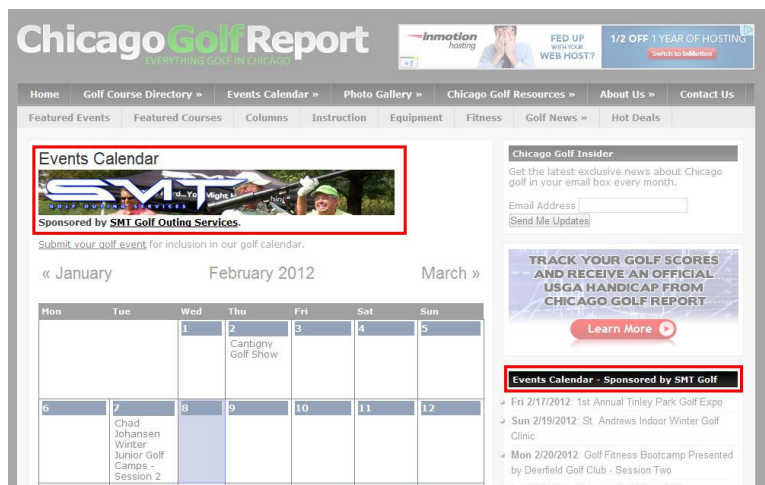 ChicagoGolfReport
EVERYTHING GOLF IN CHICAGO
inmotion
hosting
FED UP
WITH YOUR
WEB HOST?
1/2 OFF 1 YEAR OF HOSTING
Switch to InMotion
Home Golf Course Directory » Events Calendar » Photo Gallery » Chicago Golf Resources » About Us » Contact Us
Featured Events Featured Courses Columns Instruction Equipment Fitness Golf News » Hot Deals
Events Calendar
SMT
GOLF OUTING SERVICES
Sponsored by SMT Golf Outing Services.
Submit your golf event for inclusion in our golf calendar.
« January February 2012 March »
Mon Tue Wed Thu Fri Sat Sun
1 2 3 4 5
Cantigny
Golf Show
6 7 8 9 10 11 12
Chad
Johansen
Winter
Junior Golf
Camps -
Session 2
Chicago Golf Insider
Get the latest exclusive news about Chicago
golf in your email box every month.
Email Address
Send Me Updates
TRACK YOUR GOLF SCORES
AND RECEIVE AN OFFICIAL
USGA HANDICAP FROM
CHICAGO GOLF REPORT
Learn More
Events Calendar - Sponsored by SMT Golf
Fri 2/17/2012: 1st Annual Tinley Park Golf Expo
Sun 2/19/2012: St. Andrews Indoor Winter Golf
Clinic
Mon 2/20/2012: Golf Fitness Bootcamp Presented
by Deerfield Golf Club - Session Two